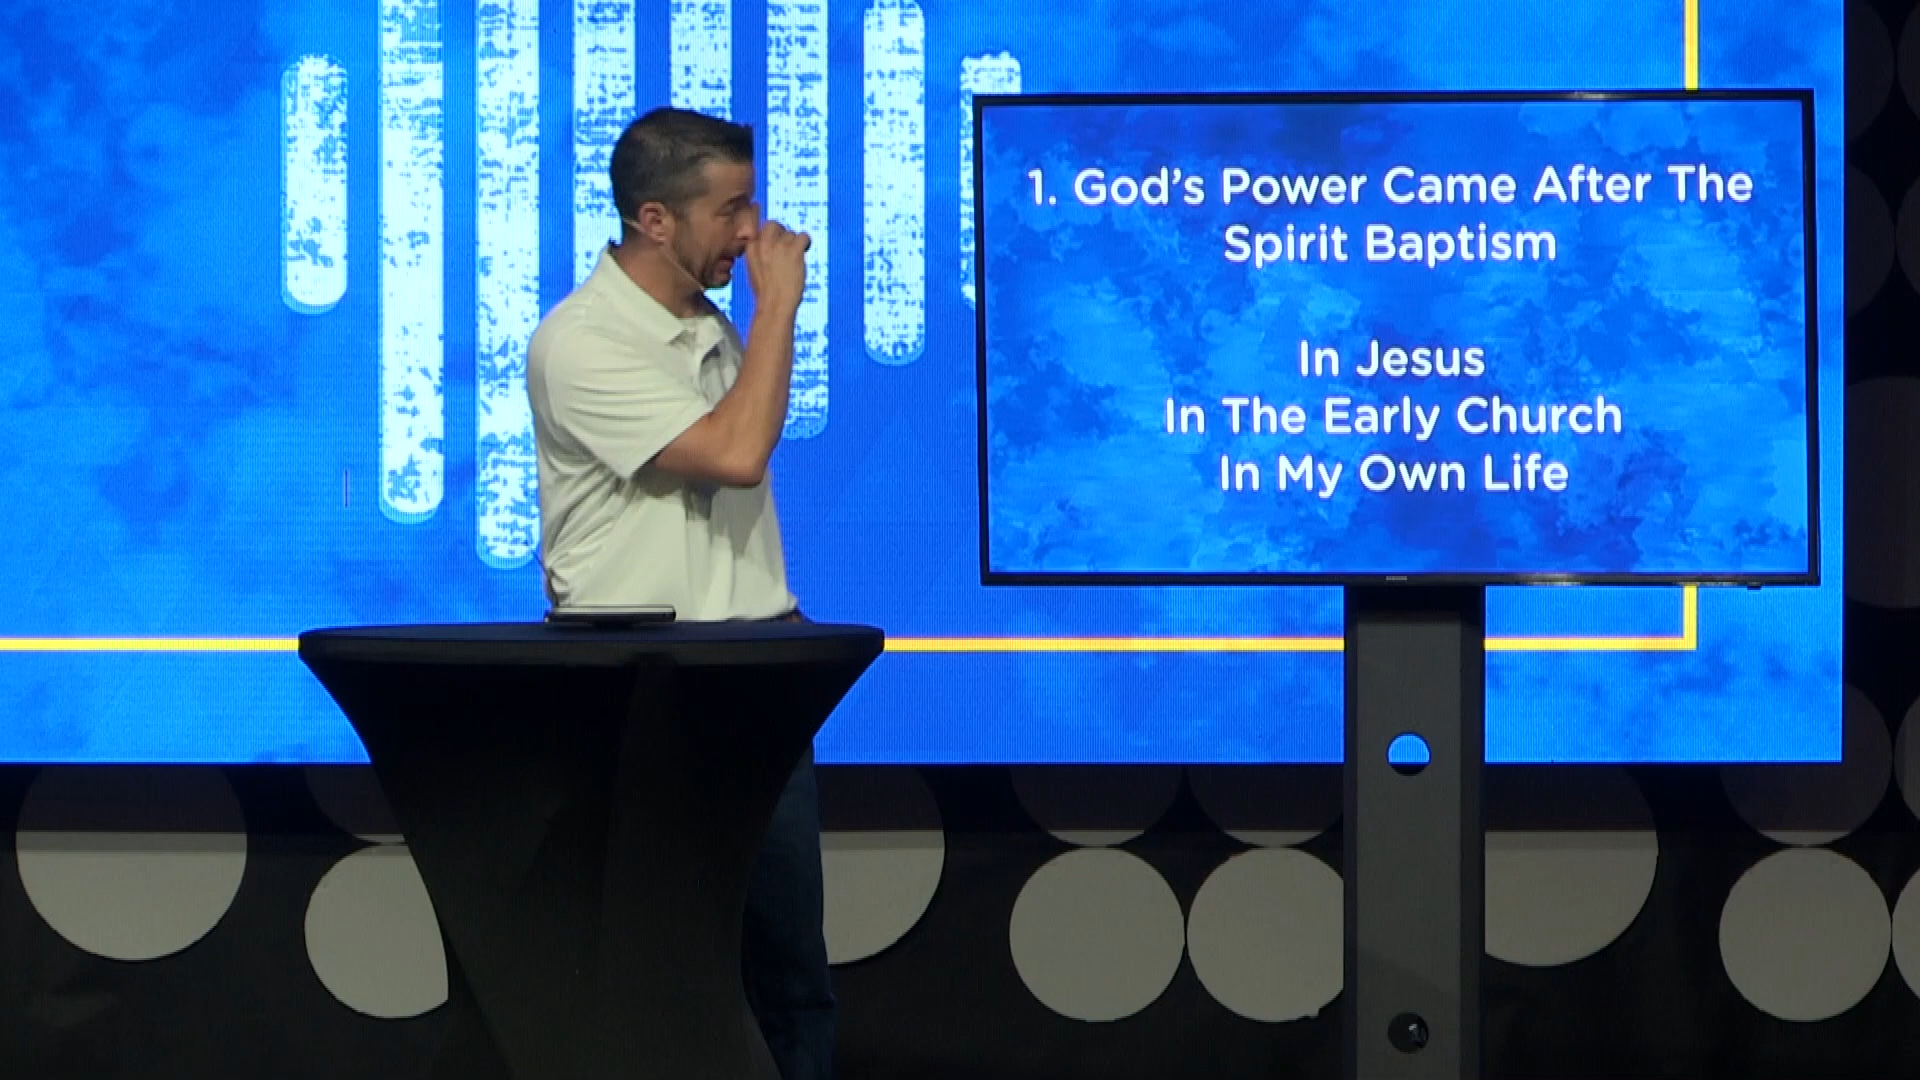 1. God's Power Came After The
Spirit Baptism
In Jesus
In The Early Church
In My Own Life